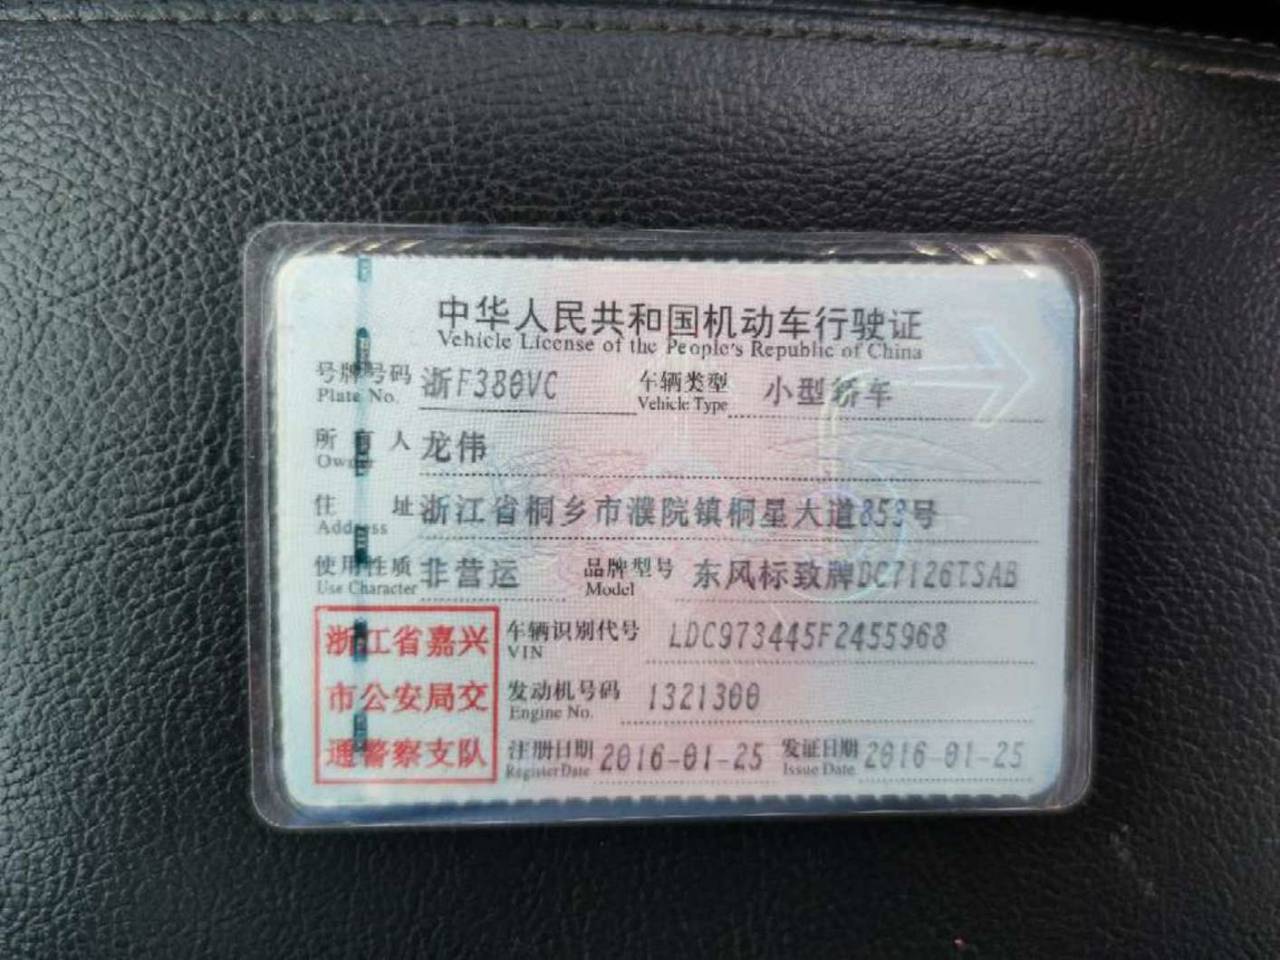 中华人民共和国机动车行驶证
Vehicle License of the People's Republic of China
号牌号码 浙F380VC 车辆类型 小型轿车
Plate No. Vehicle Type
所有人 龙伟
Owner
住址 浙江省桐乡市濮院镇桐星大道859号
Address
使用性质 非营运 品牌型号 东风标致牌DC7126TSAB
Use Character Model
浙江省嘉兴
市公安局交
通警察支队
车辆识别代号 LDC973445F2455968
VIN
发动机号码 1321300
Engine No.
注册日期 2016-01-25 发证日期 2016-01-25
Register Date Issue Date